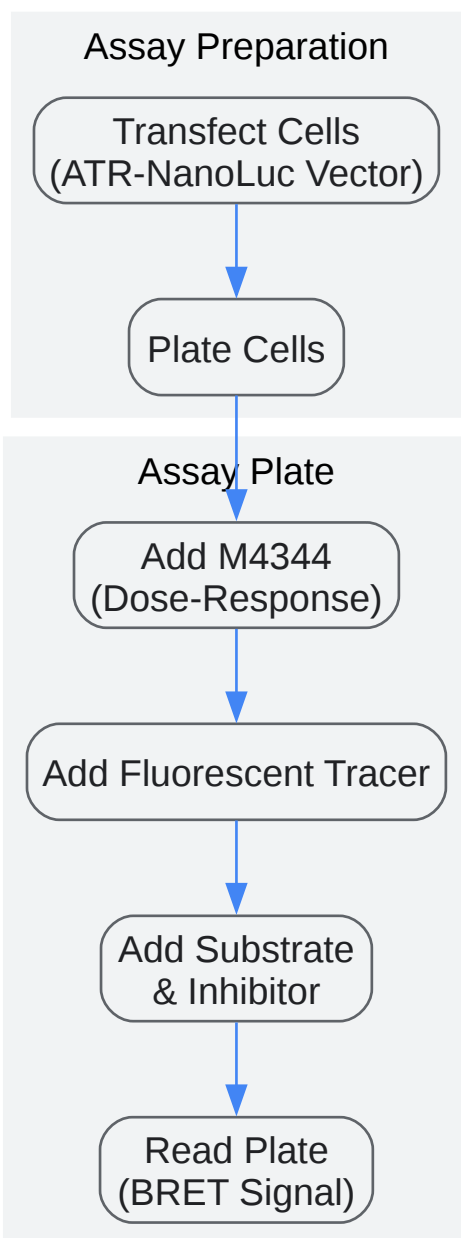 Assay Preparation
Transfect Cells
(ATR-NanoLuc Vector)
Plate Cells
Assay Plate
Add M4344
(Dose-Response)
Add Fluorescent Tracer
Add Substrate
& Inhibitor
Read Plate
(BRET Signal)